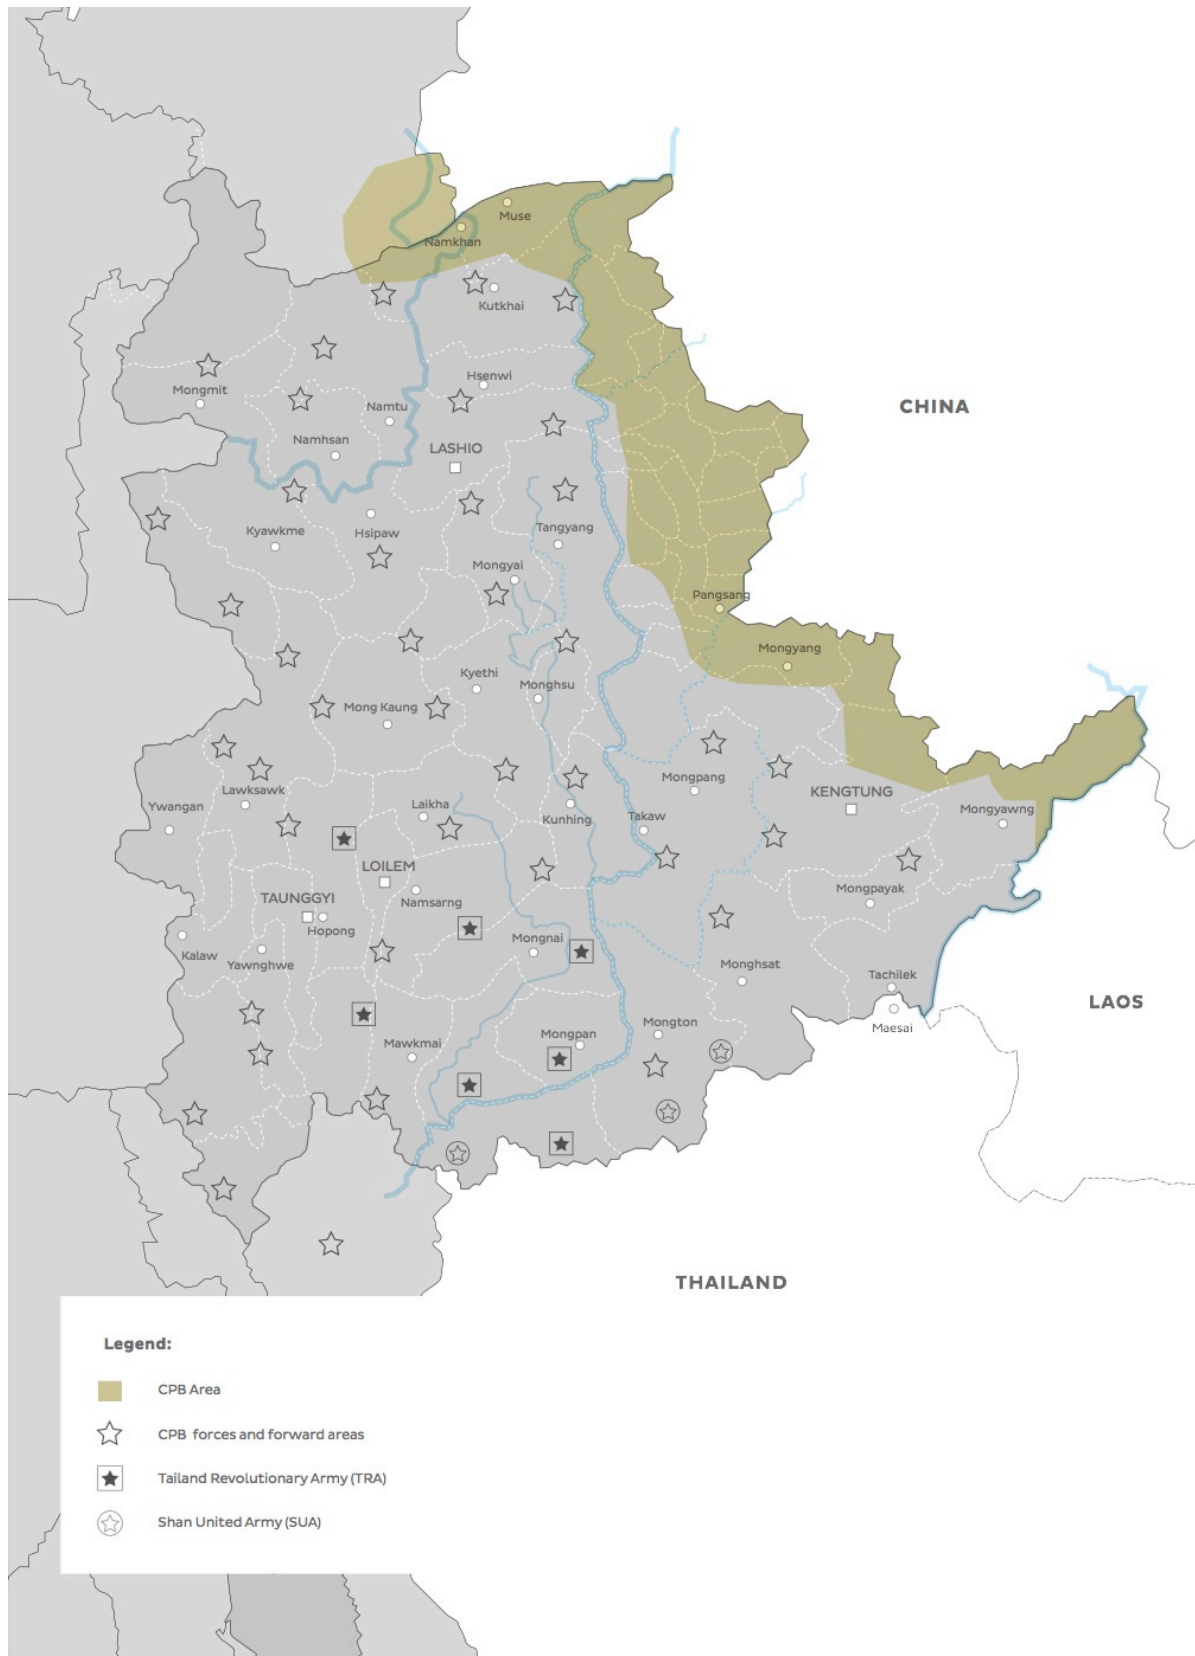 Muse
Namkhan
Kutkhai
Hsenwi
Mongmit
Namtu
CHINA
Namhsan
LASHIO
Kyawkme
Hsipaw
Tangyang
Mongyai
Pangsang
Mongyang
Kyethi
Monghsu
Mong Kaung
Mongpang
KENGTUNG
Lawksawk
Ywangan
Laikha
Kunhing
Takaw
Mongyawng
LOILEM
TAUNGGYI
Namsarng
Mongpayak
Hopong
Kalaw
Yawnghwe
Mongnai
Monghsat
Tachilek
LAOS
Maesai
Mongton
Mongpan
Mawkmai
THAILAND
Legend:
CPB Area
CPB forces and forward areas
Tailand Revolutionary Army (TRA)
Shan United Army (SUA)